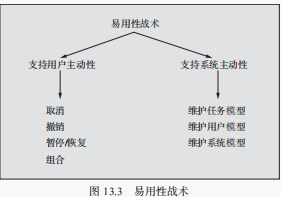 易用性战术
支持用户主动性
支持系统主动性
取消
撤销
暂停/恢复
组合
维护任务模型
维护用户模型
维护系统模型
图 13.3 易用性战术